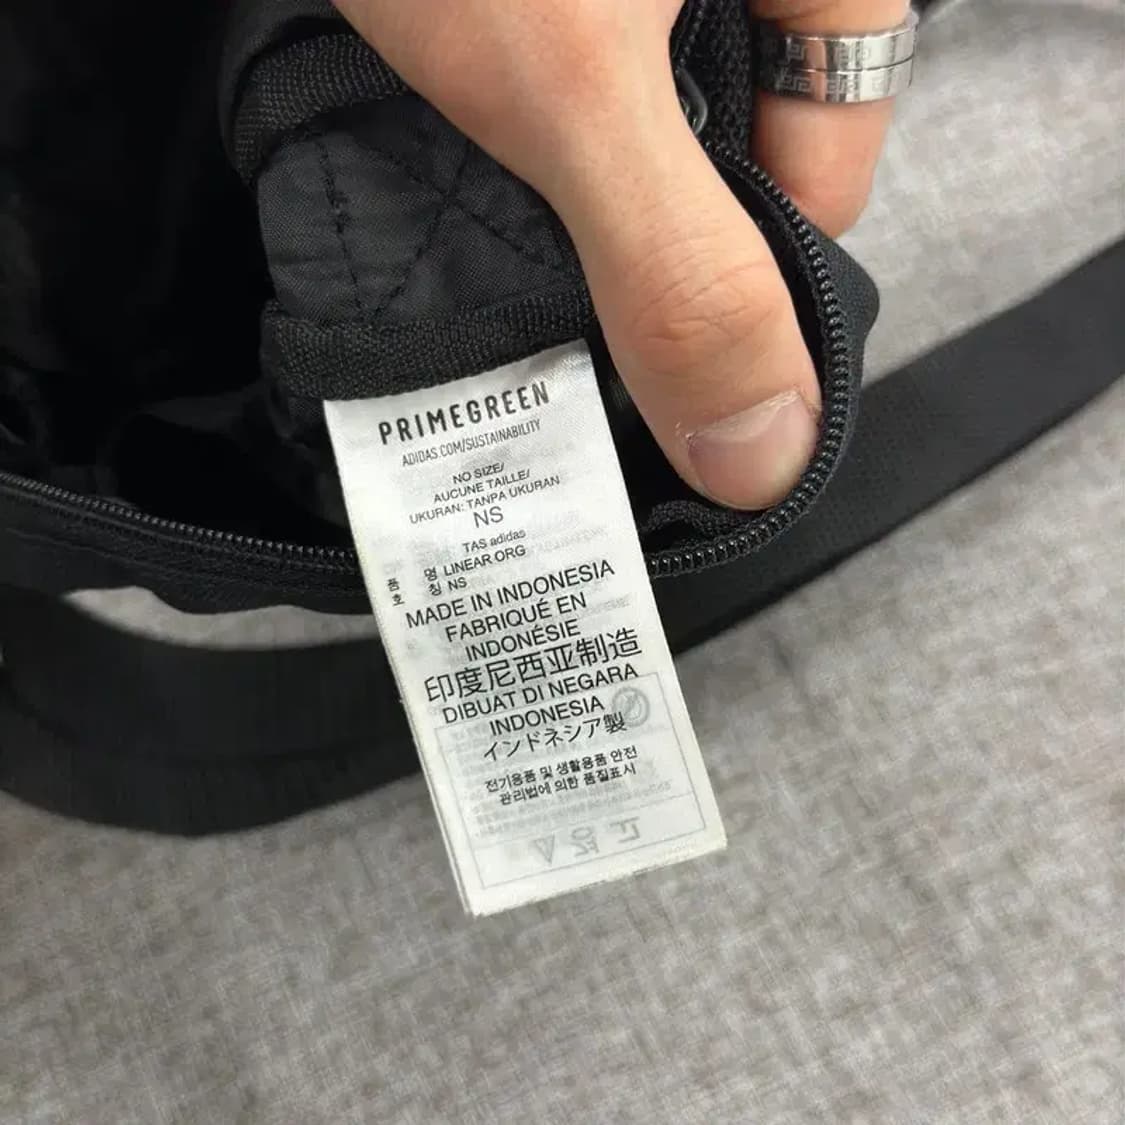 PRIMEGREEN
ADIDAS.COM/SUSTAINABILITY
NO SIZE/
AUCUNE TAILLE/
UKURAN: TANPA UKURAN
NS
TAS adidas
품 명 LINEAR ORG
호 칭 NS
MADE IN INDONESIA
FABRIQUÉ EN
INDONÉSIE
印度尼西亚制造
DIBUAT DI NEGARA
INDONESIA
インドネシア製
전기용품 및 생활용품 안전
관리법에 의한 품질표시